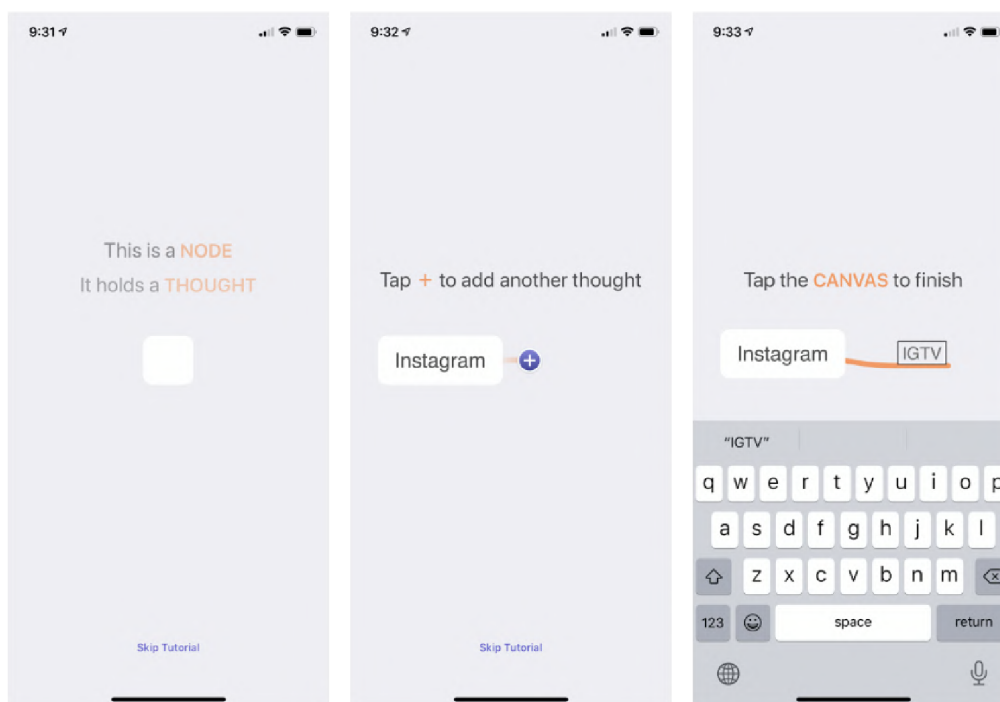 9:31
This is a NODE
It holds a THOUGHT
Skip Tutorial
9:32
Tap + to add another thought
Instagram
Skip Tutorial
9:33
Tap the CANVAS to finish
Instagram IGTV
"IGTV"
q w e r t y u i o p
a s d f g h j k l
z x c v b n m
123 space return